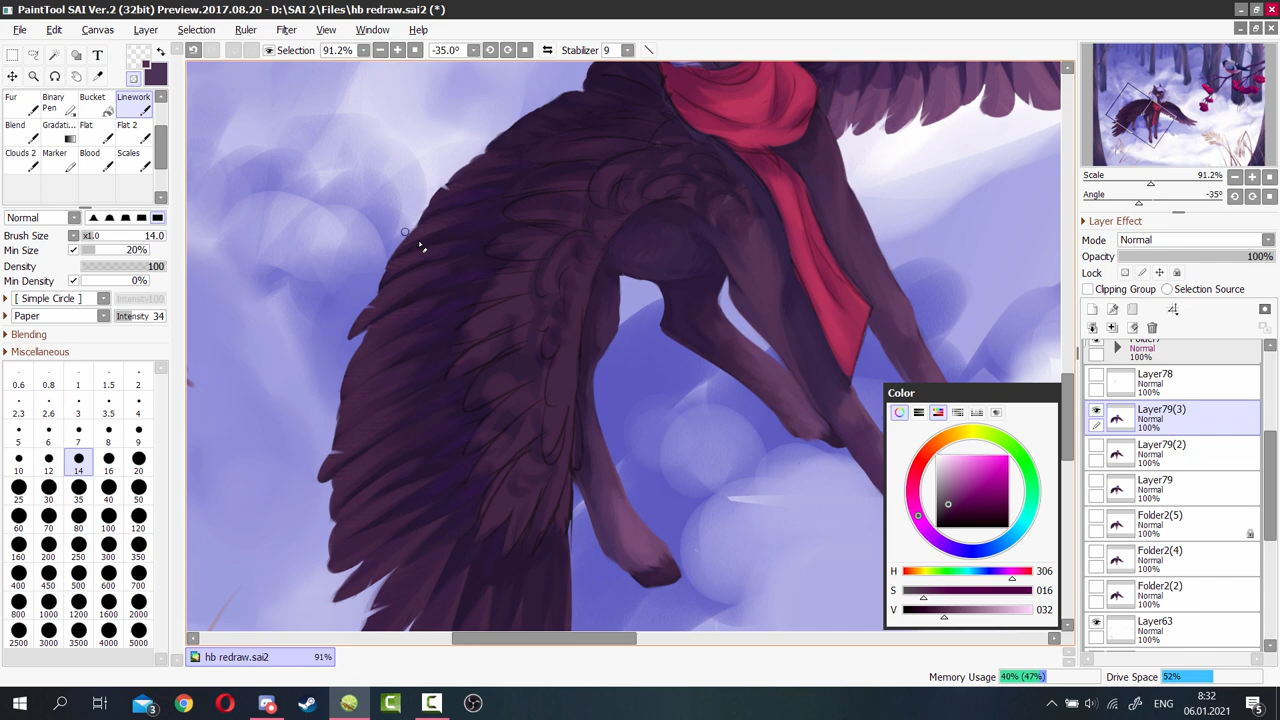 PaintTool SAI Ver.2 (32bit) Preview.2017.08.20 - D:\SAI 2\Files\hb redraw.sai2 (*)
File Edit Canvas Layer Selection Ruler Filter View Window Help
Selection 91.2% -35.0° Stabilizer 9
Fur Binary Pen Bucket Linework
Blend Gradati... Flat Flat 2
Clouds 2 Marker Blood Scales
Normal
Brush Size x1.0 14.0
Min Size 20%
Density 100
Min Density 0%
[ Simple Circle ] Intensity100
Paper Intensity 34
Blending
Miscellaneous
0.6 0.8 1 1.5 2
2.3 2.6 3 3.5 4
5 6 7 8 9
10 12 14 16 20
25 30 35 40 50
60 70 80 100 120
160 200 250 300 350
400 450 500 600 700
800 1000 1200 1600 2000
2500 3000 3500 4000 5000
Scale 91.2%
Angle -35°
Layer Effect
Mode Normal
Opacity 100%
Lock
Clipping Group Selection Source
Normal
100%
Layer78
Normal
100%
Layer79(3)
Normal
100%
Layer79(2)
Normal
100%
Layer79
Normal
100%
Folder2(5)
Normal
100%
Folder2(4)
Normal
100%
Folder2(2)
Normal
100%
Layer63
Normal
100%
Color
H 306
S 016
V 032
hb redraw.sai2 91%
Memory Usage 40% (47%) Drive Space 52%
3
ENG
8:32
06.01.2021
5